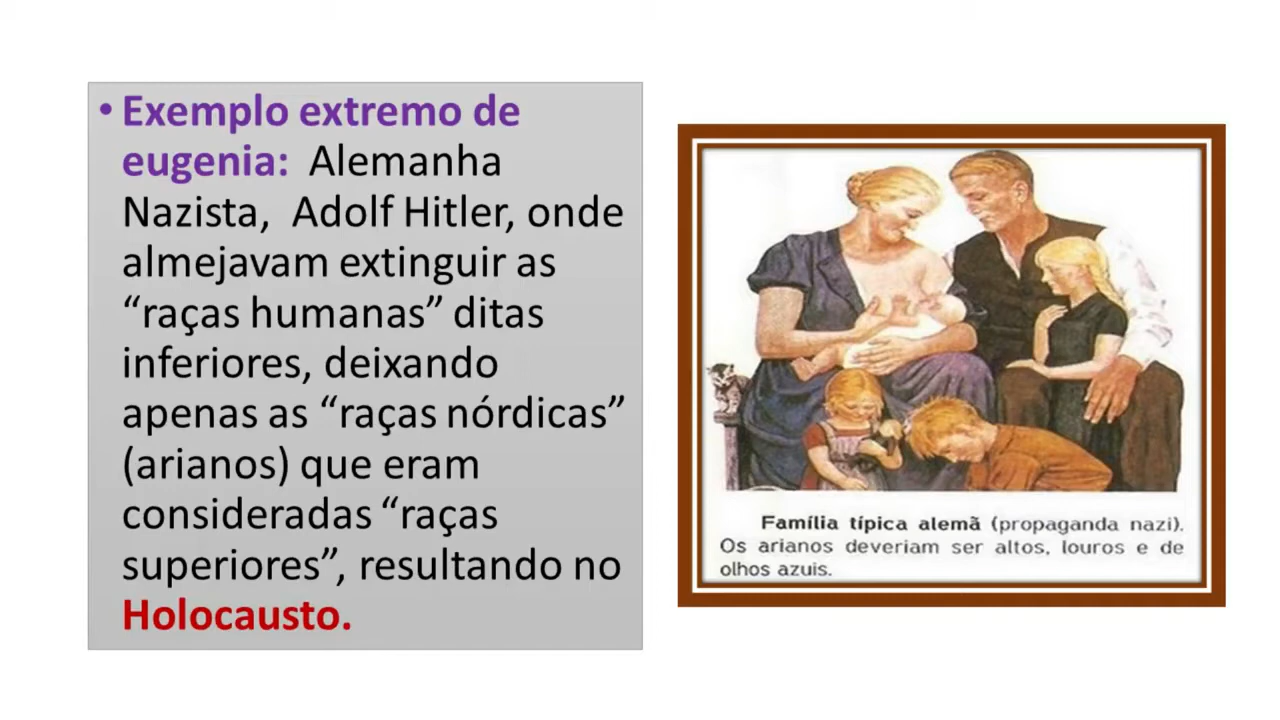 • Exemplo extremo de
eugenia: Alemanha
Nazista, Adolf Hitler, onde
almejavam extinguir as
“raças humanas” ditas
inferiores, deixando
apenas as “raças nórdicas”
(arianos) que eram
consideradas “raças
superiores”, resultando no
Holocausto.
Família típica alemã (propaganda nazi).
Os arianos deveriam ser altos, louros e de
olhos azuis.